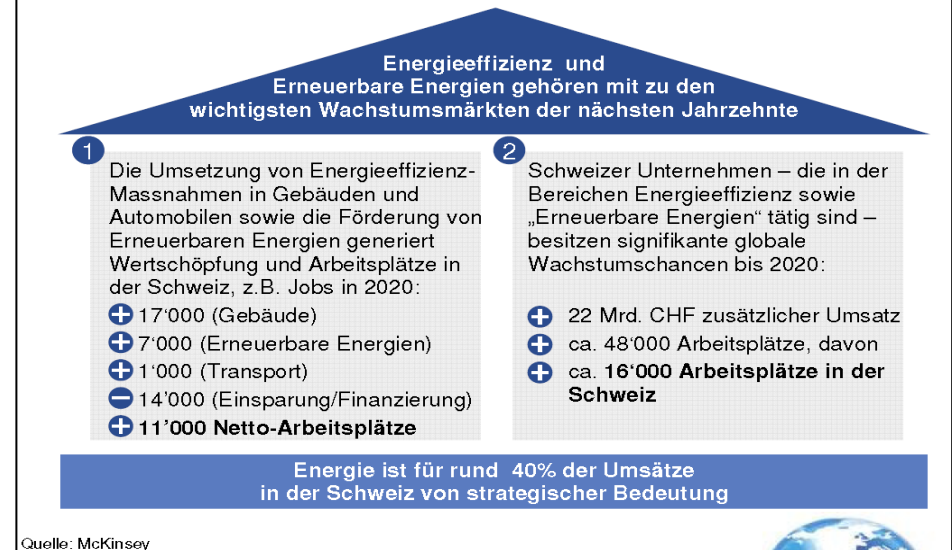 Energieeffizienz und
Erneuerbare Energien gehören mit zu den
wichtigsten Wachstumsmärkten der nächsten Jahrzehnte
1
Die Umsetzung von Energieeffizienz-
Massnahmen in Gebäuden und
Automobilen sowie die Förderung von
Erneuerbaren Energien generiert
Wertschöpfung und Arbeitsplätze in
der Schweiz, z.B. Jobs in 2020:
+ 17‘000 (Gebäude)
+ 7‘000 (Erneuerbare Energien)
+ 1‘000 (Transport)
− 14’000 (Einsparung/Finanzierung)
+ 11’000 Netto-Arbeitsplätze
2
Schweizer Unternehmen – die in der
Bereichen Energieeffizienz sowie
„Erneuerbare Energien“ tätig sind –
besitzen signifikante globale
Wachstumschancen bis 2020:
+ 22 Mrd. CHF zusätzlicher Umsatz
+ ca. 48‘000 Arbeitsplätze, davon
+ ca. 16‘000 Arbeitsplätze in der
Schweiz
Energie ist für rund 40% der Umsätze
in der Schweiz von strategischer Bedeutung
Quelle: McKinsey